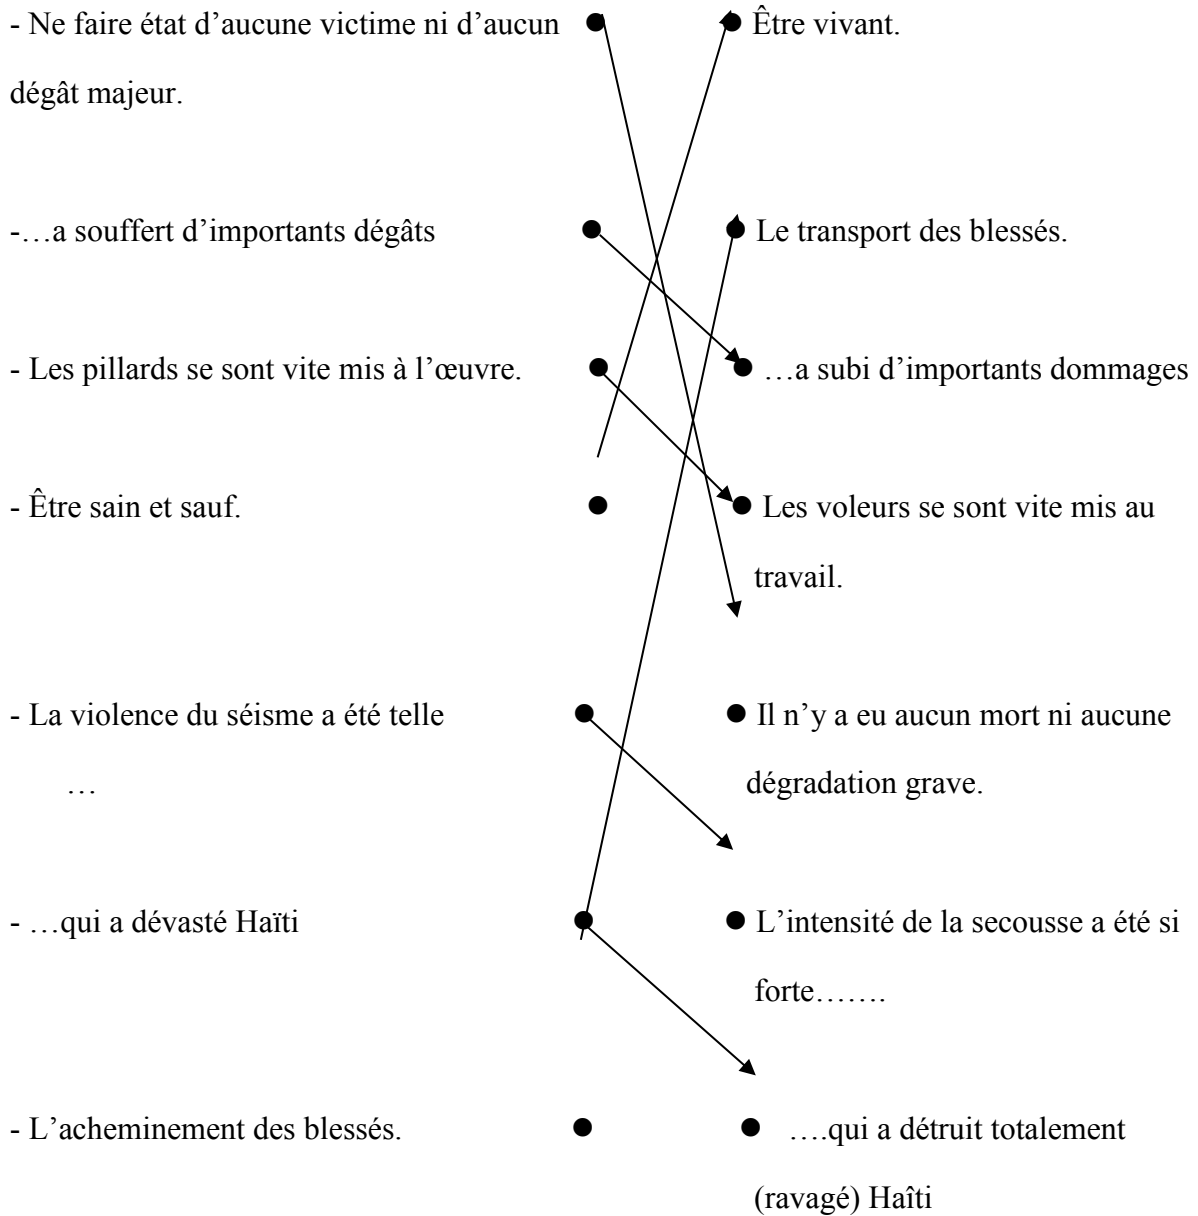 - Ne faire état d’aucune victime ni d’aucun ● ● Être vivant.
dégât majeur.
-…a souffert d’importants dégâts ● ● Le transport des blessés.
- Les pillards se sont vite mis à l’œuvre. ● ● …a subi d’importants dommages
- Être sain et sauf. ● ● Les voleurs se sont vite mis au
travail.
- La violence du séisme a été telle ● ● Il n’y a eu aucun mort ni aucune
… dégradation grave.
- …qui a dévasté Haïti ● ● L’intensité de la secousse a été si
forte…….
- L’acheminement des blessés. ● ● ….qui a détruit totalement
(ravagé) Haîti